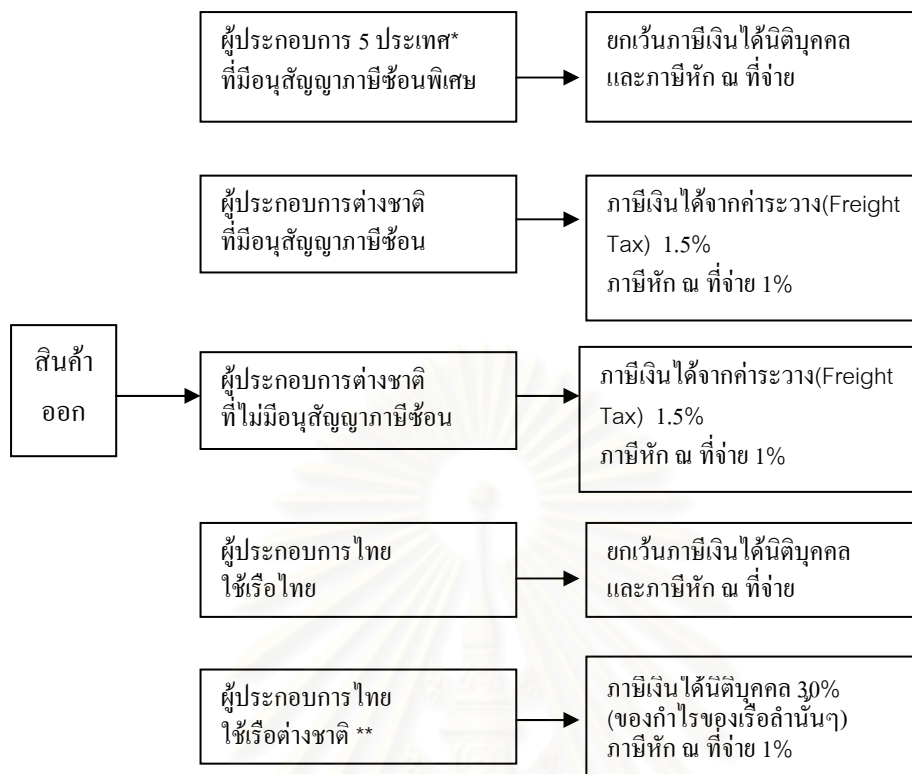 ผู้ประกอบการ 5 ประเทศ*
ที่มีอนุสัญญาภาษีซ้อนพิเศษ
ยกเว้นภาษีเงินได้นิติบุคคล
และภาษีหัก ณ ที่จ่าย
ผู้ประกอบการต่างชาติ
ที่มีอนุสัญญาภาษีซ้อน
ภาษีเงินได้จากค่าระวาง(Freight
Tax) 1.5%
ภาษีหัก ณ ที่จ่าย 1%
สินค้า
ออก
ผู้ประกอบการต่างชาติ
ที่ไม่มีอนุสัญญาภาษีซ้อน
ภาษีเงินได้จากค่าระวาง(Freight
Tax) 1.5%
ภาษีหัก ณ ที่จ่าย 1%
ผู้ประกอบการไทย
ใช้เรือไทย
ยกเว้นภาษีเงินได้นิติบุคคล
และภาษีหัก ณ ที่จ่าย
ผู้ประกอบการไทย
ใช้เรือต่างชาติ **
ภาษีเงินได้นิติบุคคล 30%
(ของกำไรของเรือลำนั้นๆ)
ภาษีหัก ณ ที่จ่าย 1%